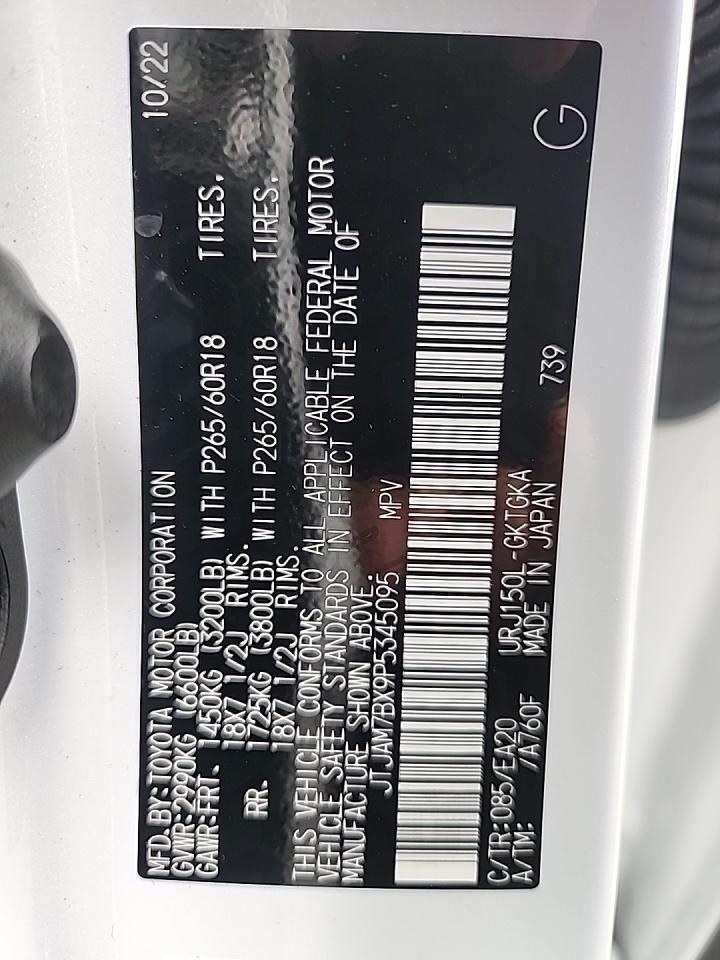 MFD.BY:TOYOTA MOTOR CORPORATION 10/22
GVWR:2990KG (6600LB)
GAWR:FRT. 1450KG (3200LB) WITH P265/60R18 TIRES.
18X7 1/2J RIMS.
RR. 1725KG (3800LB) WITH P265/60R18 TIRES.
18X7 1/2J RIMS.
THIS VEHICLE CONFORMS TO ALL APPLICABLE FEDERAL MOTOR
VEHICLE SAFETY STANDARDS IN EFFECT ON THE DATE OF
MANUFACTURE SHOWN ABOVE.
JTJAM7BX9P5345095 MPV
C/TR:085/EA20 URJ150L-GKTGKA 739
A/TM: /A760F MADE IN JAPAN
G